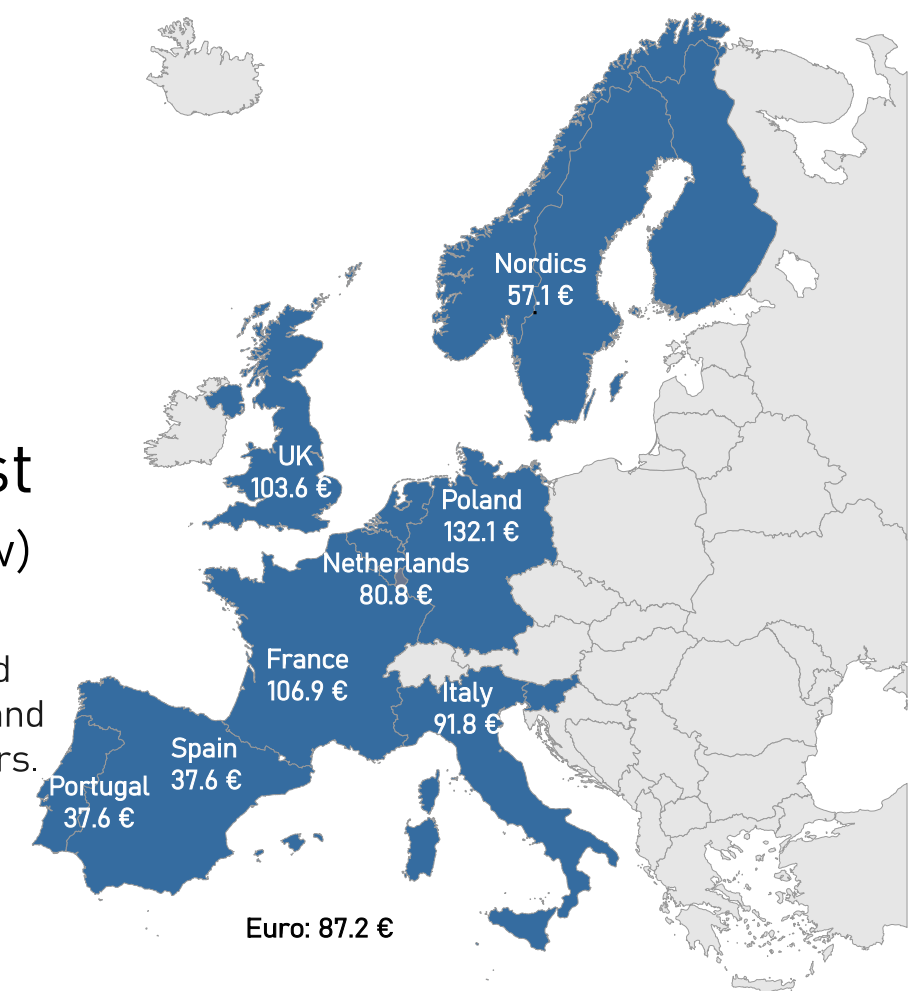 Nordics
57.1 €
UK
103.6 €
st
Poland
132.1 €
w)
Netherlands
80.8 €
France
106.9 €
d
Italy
91.8 €
and
Spain
37.6 €
rs.
Portugal
37.6 €
Euro: 87.2 €